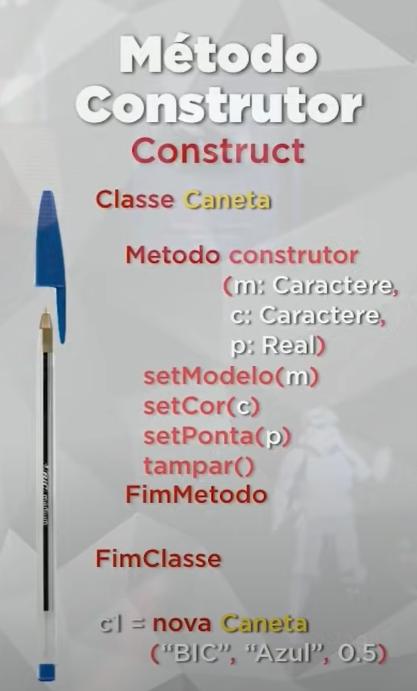 Método
Construtor
Construct
Classe Caneta
Metodo construtor
(m: Caractere,
c: Caractere,
p: Real)
setModelo(m)
setCor(c)
setPonta(p)
tampar()
FimMetodo
FimClasse
c1 = nova Caneta
("BIC", "Azul", 0.5)